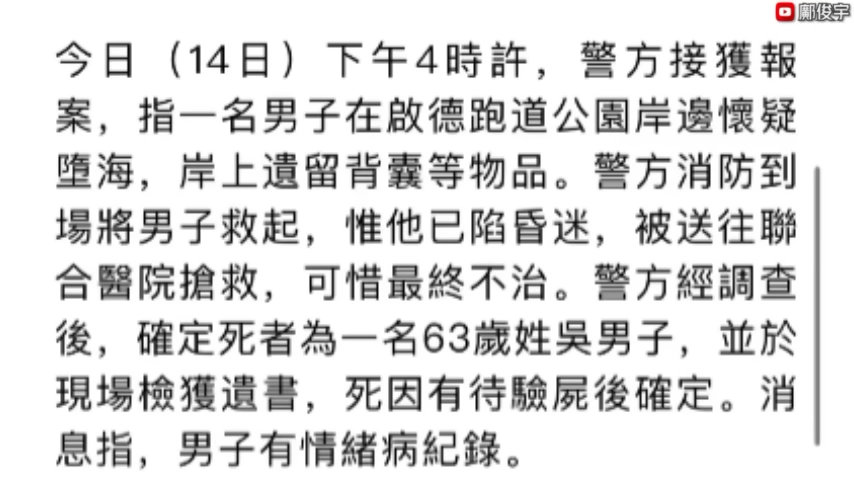 鄺俊宇
今日（14日）下午4時許，警方接獲報
案，指一名男子在啟德跑道公園岸邊懷疑
墮海，岸上遺留背囊等物品。警方消防到
場將男子救起，惟他已陷昏迷，被送往聯
合醫院搶救，可惜最終不治。警方經調查
後，確定死者為一名63歲姓吳男子，並於
現場檢獲遺書，死因有待驗屍後確定。消
息指，男子有情緒病紀錄。